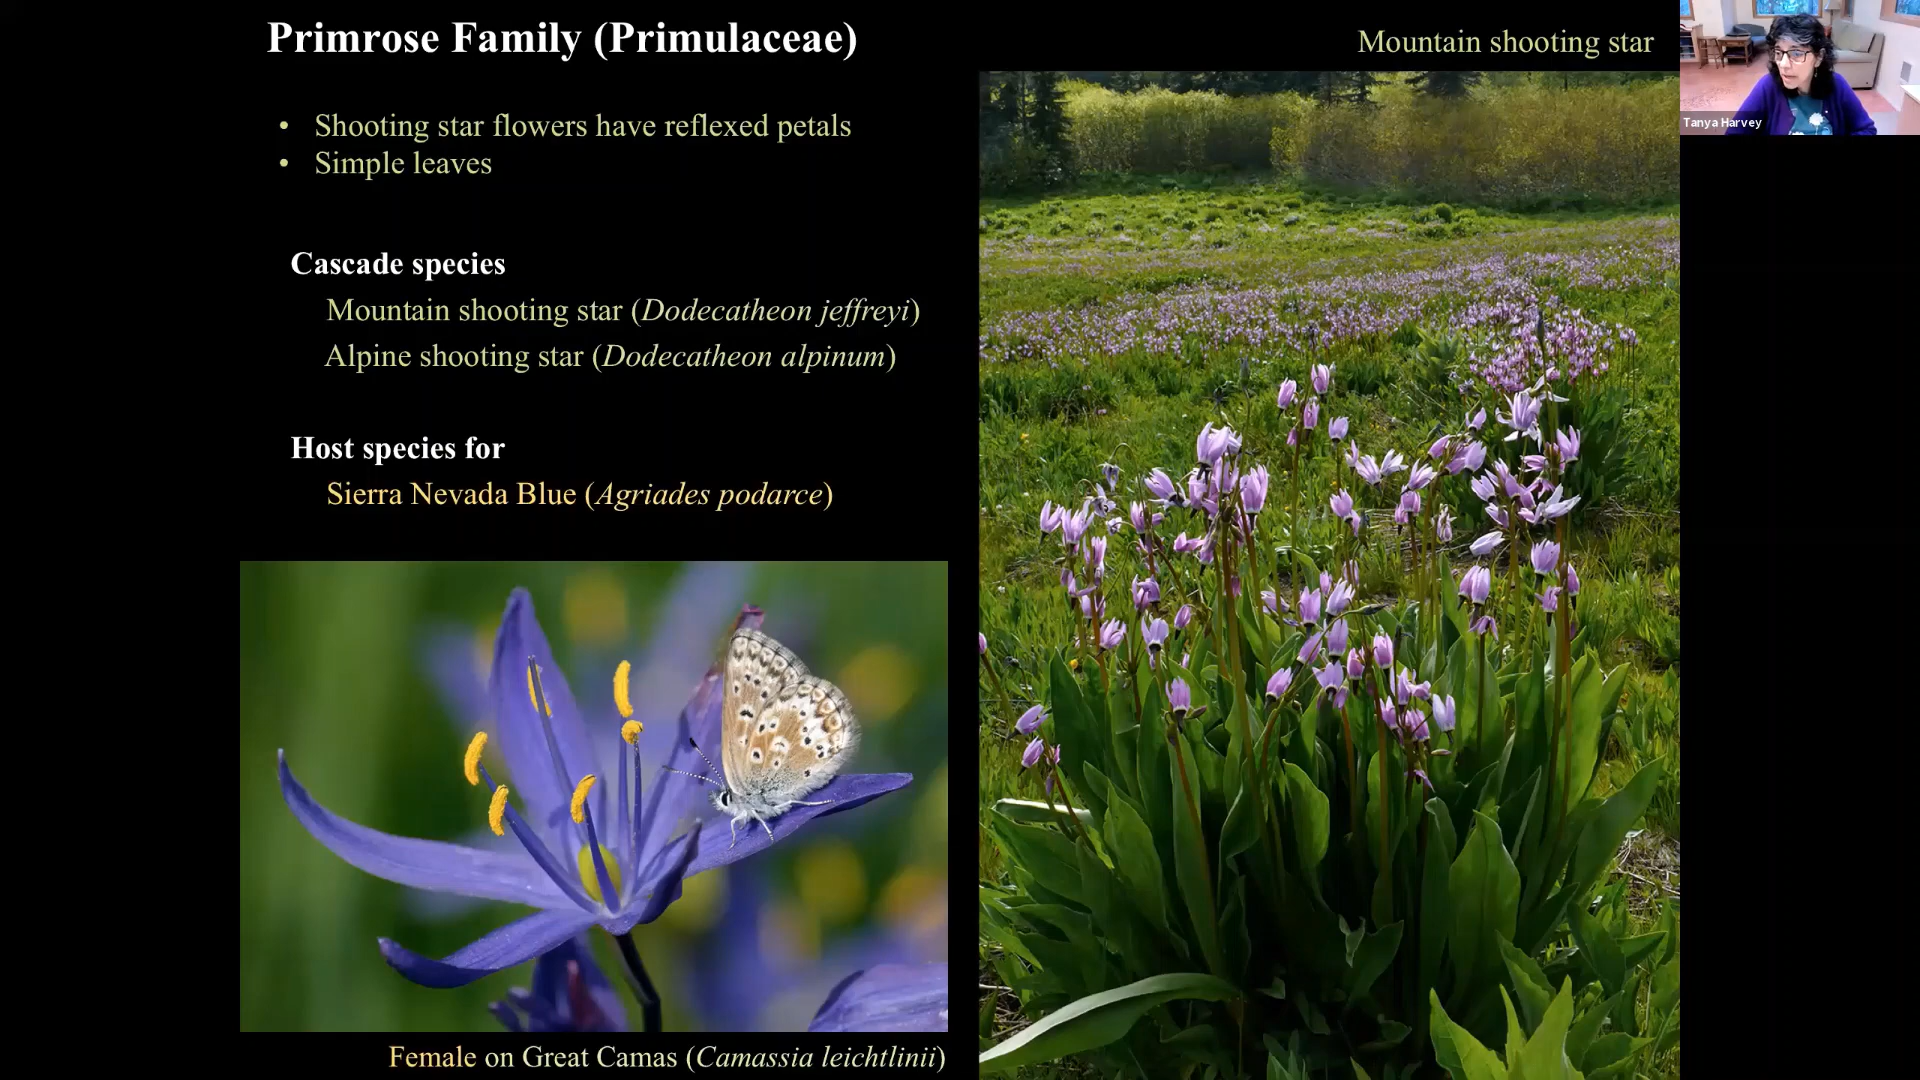 Primrose Family (Primulaceae)
Mountain shooting star
Tanya Harvey
• Shooting star flowers have reflexed petals
• Simple leaves
Cascade species
Mountain shooting star (Dodecatheon jeffreyi)
Alpine shooting star (Dodecatheon alpinum)
Host species for
Sierra Nevada Blue (Agriades podarce)
Female on Great Camas (Camassia leichtlinii)